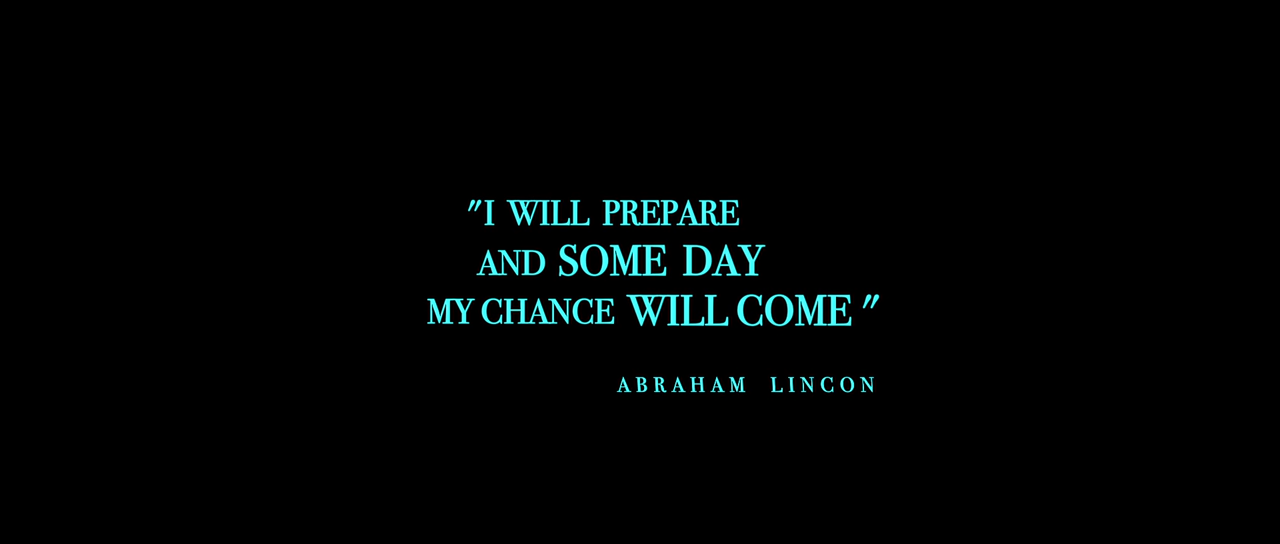 "I WILL PREPARE
AND SOME DAY
MY CHANCE WILL COME "
ABRAHAM LINCON